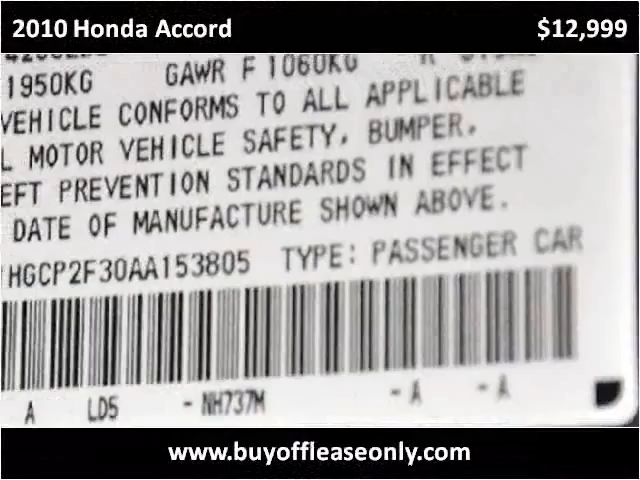 2010 Honda Accord $12,999
1950KG GAWR F 1060KG
VEHICLE CONFORMS TO ALL APPLICABLE
L MOTOR VEHICLE SAFETY, BUMPER,
EFT PREVENTION STANDARDS IN EFFECT
DATE OF MANUFACTURE SHOWN ABOVE.
HGCP2F30AA153805 TYPE: PASSENGER CAR
A LD5 - NH737M - A - A
www.buyoffleaseonly.com